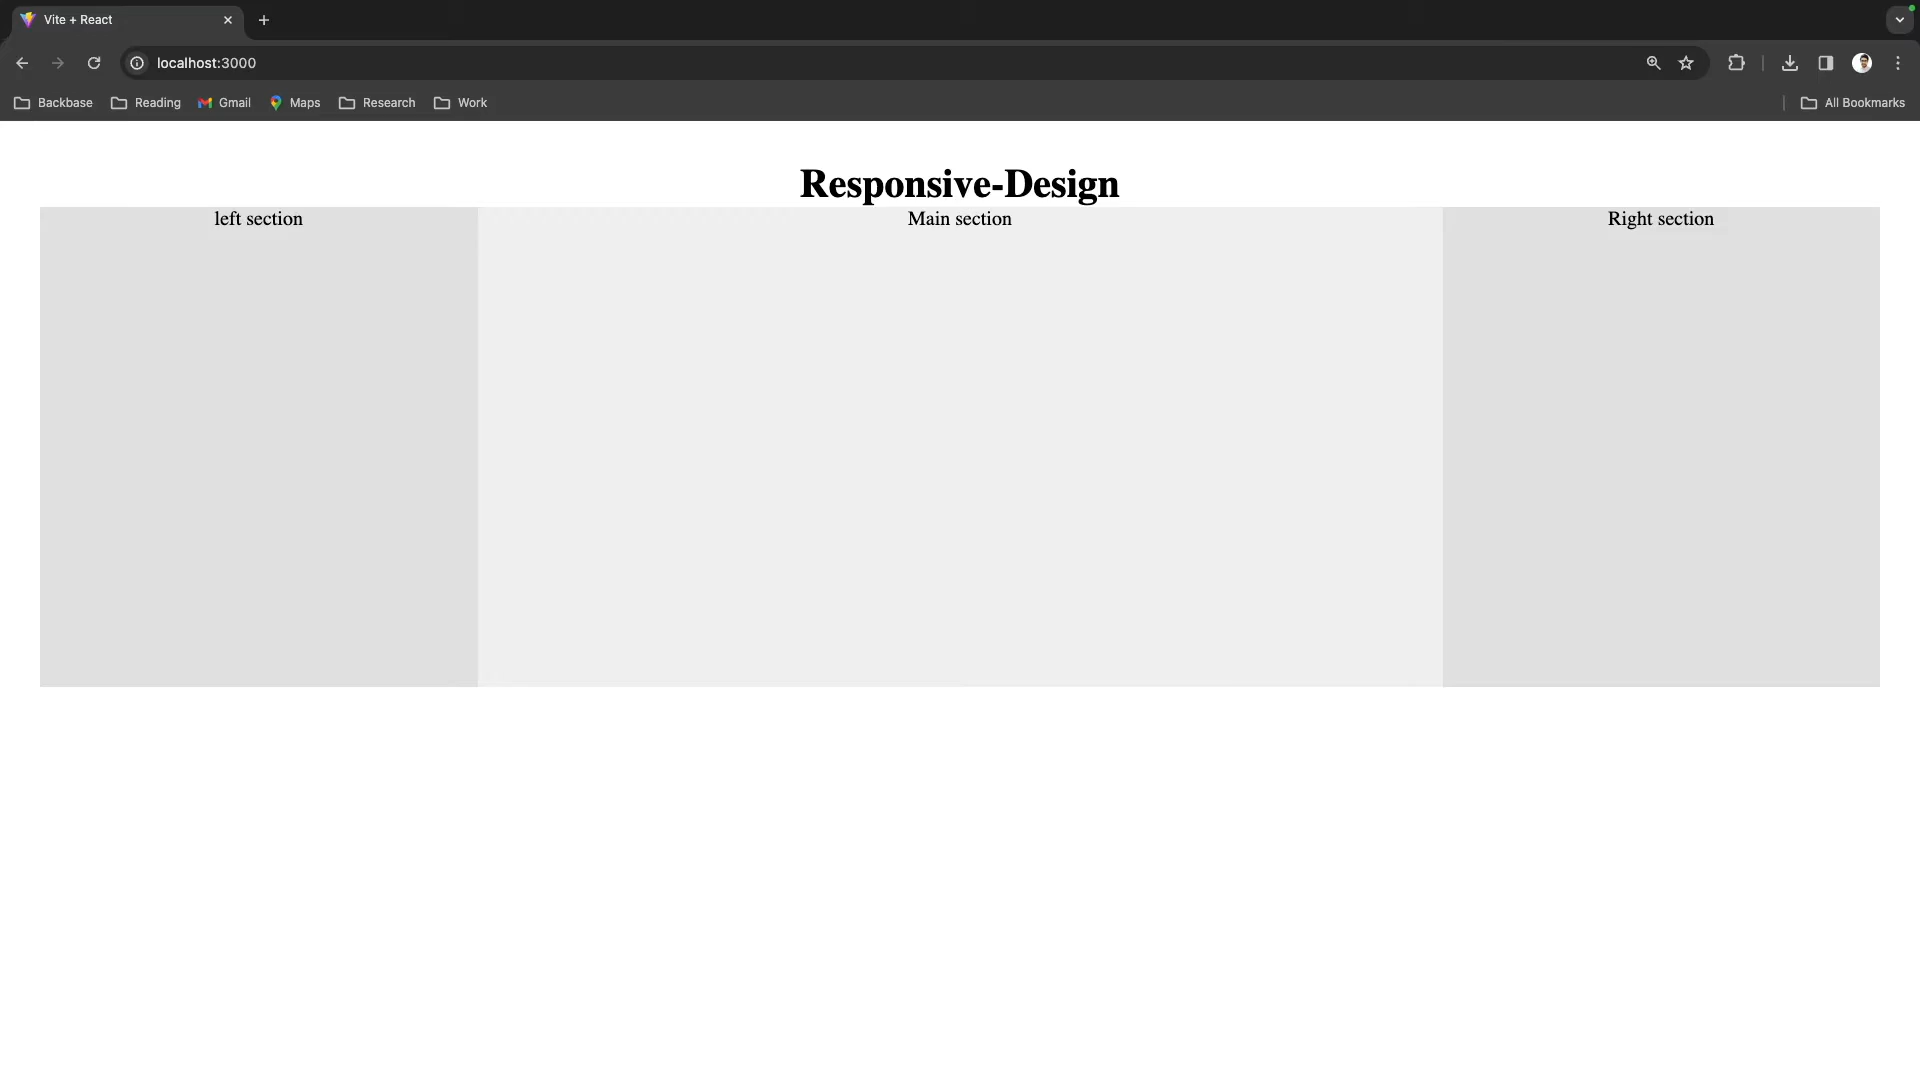 Vite + React
localhost:3000
Backbase Reading Gmail Maps Research Work All Bookmarks
Responsive-Design
left section Main section Right section